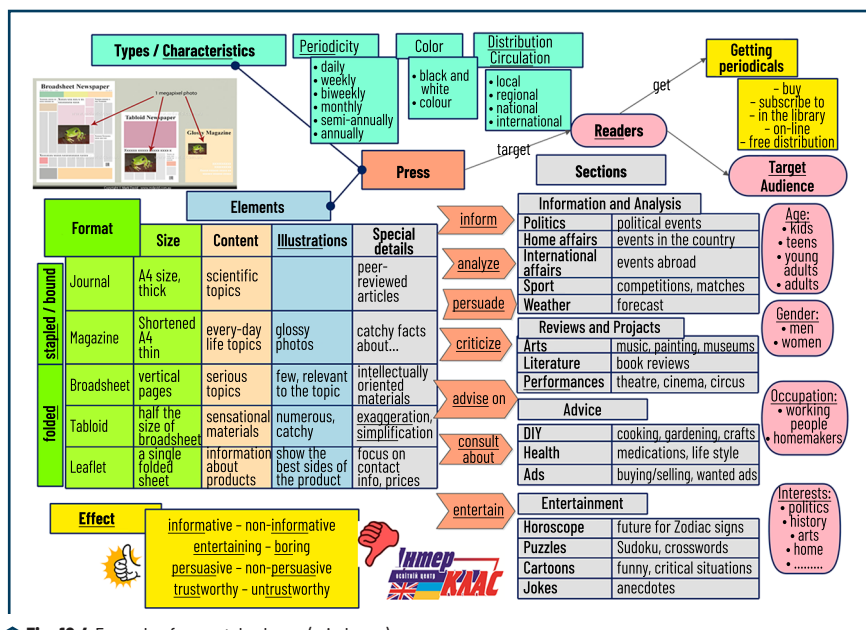 Types / Characteristics
Periodicity
• daily
• weekly
• biweekly
• monthly
• semi-annually
• annually
Color
• black and
white
• colour
Distribution
Circulation
• local
• regional
• national
• international
Getting
periodicals
– buy
– subscribe to
– in the library
– on-line
– free distribution
get
Readers
target
Press
Target
Audience
Broadsheet Newspaper
1 megapixel photo
Tabloid Newspaper
Glossy Magazine
Elements
Sections
Format
Size
Content
Illustrations
Special
details
stapled / bound
Journal
A4 size,
thick
scientific
topics
peer-
reviewed
articles
Magazine
Shortened
A4
thin
every-day
life topics
glossy
photos
catchy facts
about...
folded
Broadsheet
vertical
pages
serious
topics
few, relevant
to the topic
intellectually
oriented
materials
Tabloid
half the
size of
broadsheet
sensational
materials
numerous,
catchy
exaggeration,
simplification
Leaflet
a single
folded
sheet
information
about
products
show the
best sides of
the product
focus on
contact
info, prices
inform
analyze
persuade
criticize
advise on
consult
about
entertain
Information and Analysis
Politics political events
Home affairs events in the country
International
affairs events abroad
Sport competitions, matches
Weather forecast
Reviews and Projacts
Arts music, painting, museums
Literature book reviews
Performances theatre, cinema, circus
Advice
DIY cooking, gardening, crafts
Health medications, life style
Ads buying/selling, wanted ads
Entertainment
Horoscope future for Zodiac signs
Puzzles Sudoku, crosswords
Cartoons funny, critical situations
Jokes anecdotes
Age:
• kids
• teens
• young
adults
• adults
Gender:
• men
• women
Occupation:
• working
people
• homemakers
Interests:
• politics
• history
• arts
• home
• .........
Effect
informative – non-informative
entertaining – boring
persuasive – non-persuasive
trustworthy – untrustworthy
Інтер
освітній центр
КЛАС